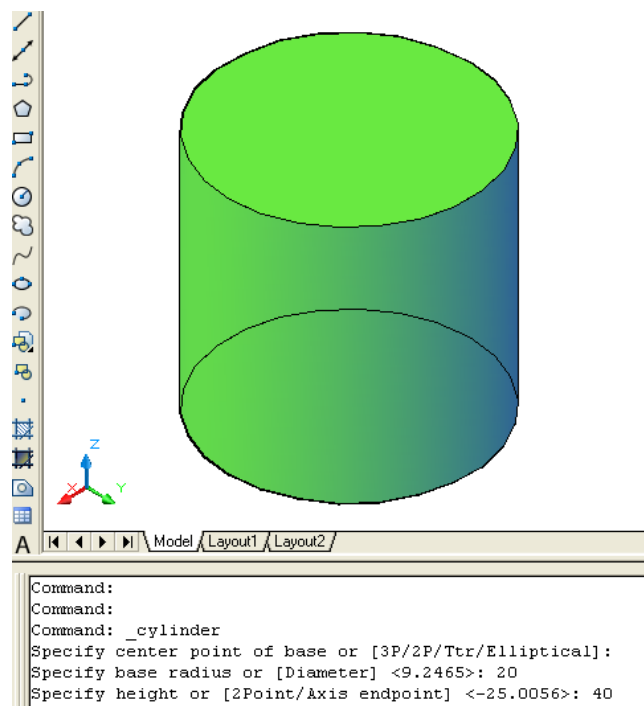 A
Z
X
Y
Model
Layout1
Layout2
Command:
Command:
Command: _cylinder
Specify center point of base or [3P/2P/Ttr/Elliptical]:
Specify base radius or [Diameter] <9.2465>: 20
Specify height or [2Point/Axis endpoint] <-25.0056>: 40